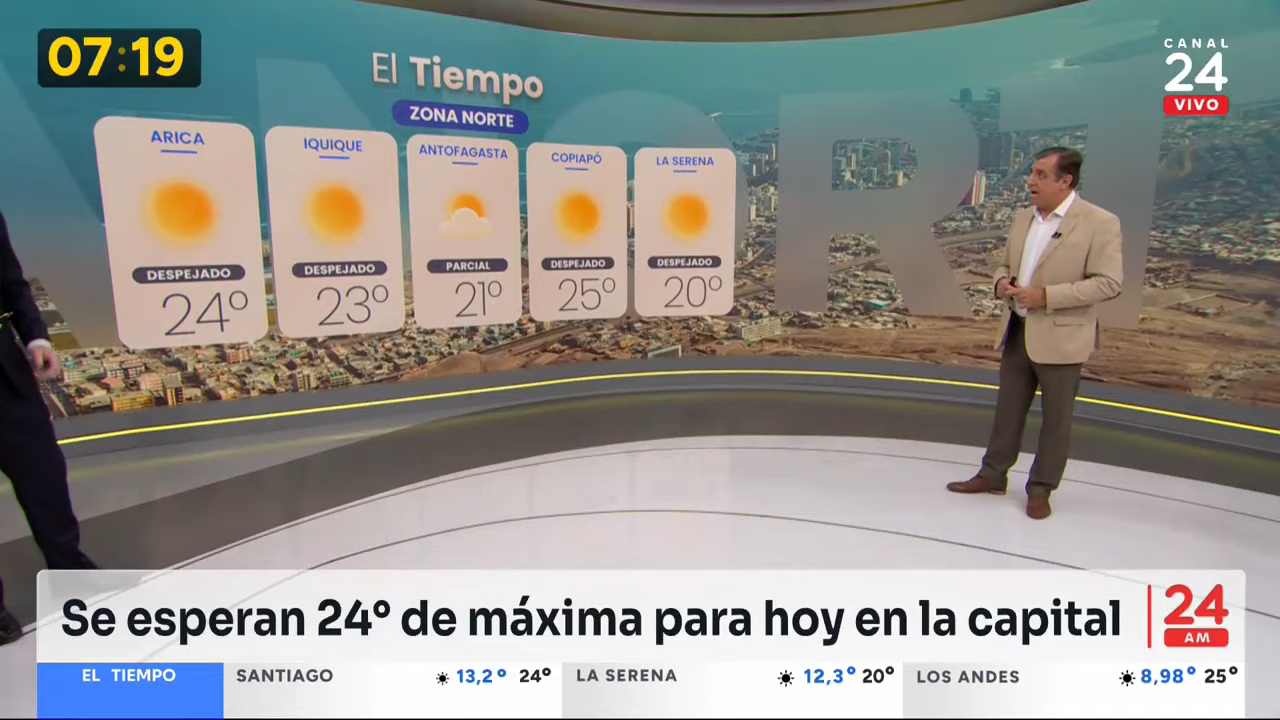 07:19
CANAL
24
VIVO
El Tiempo
ZONA NORTE
ARICA
DESPEJADO
24°
IQUIQUE
DESPEJADO
23°
ANTOFAGASTA
PARCIAL
21°
COPIAPÓ
DESPEJADO
25°
LA SERENA
DESPEJADO
20°
Se esperan 24° de máxima para hoy en la capital
24
AM
EL TIEMPO
SANTIAGO 13,2° 24°
LA SERENA 12,3° 20°
LOS ANDES 8,98° 25°